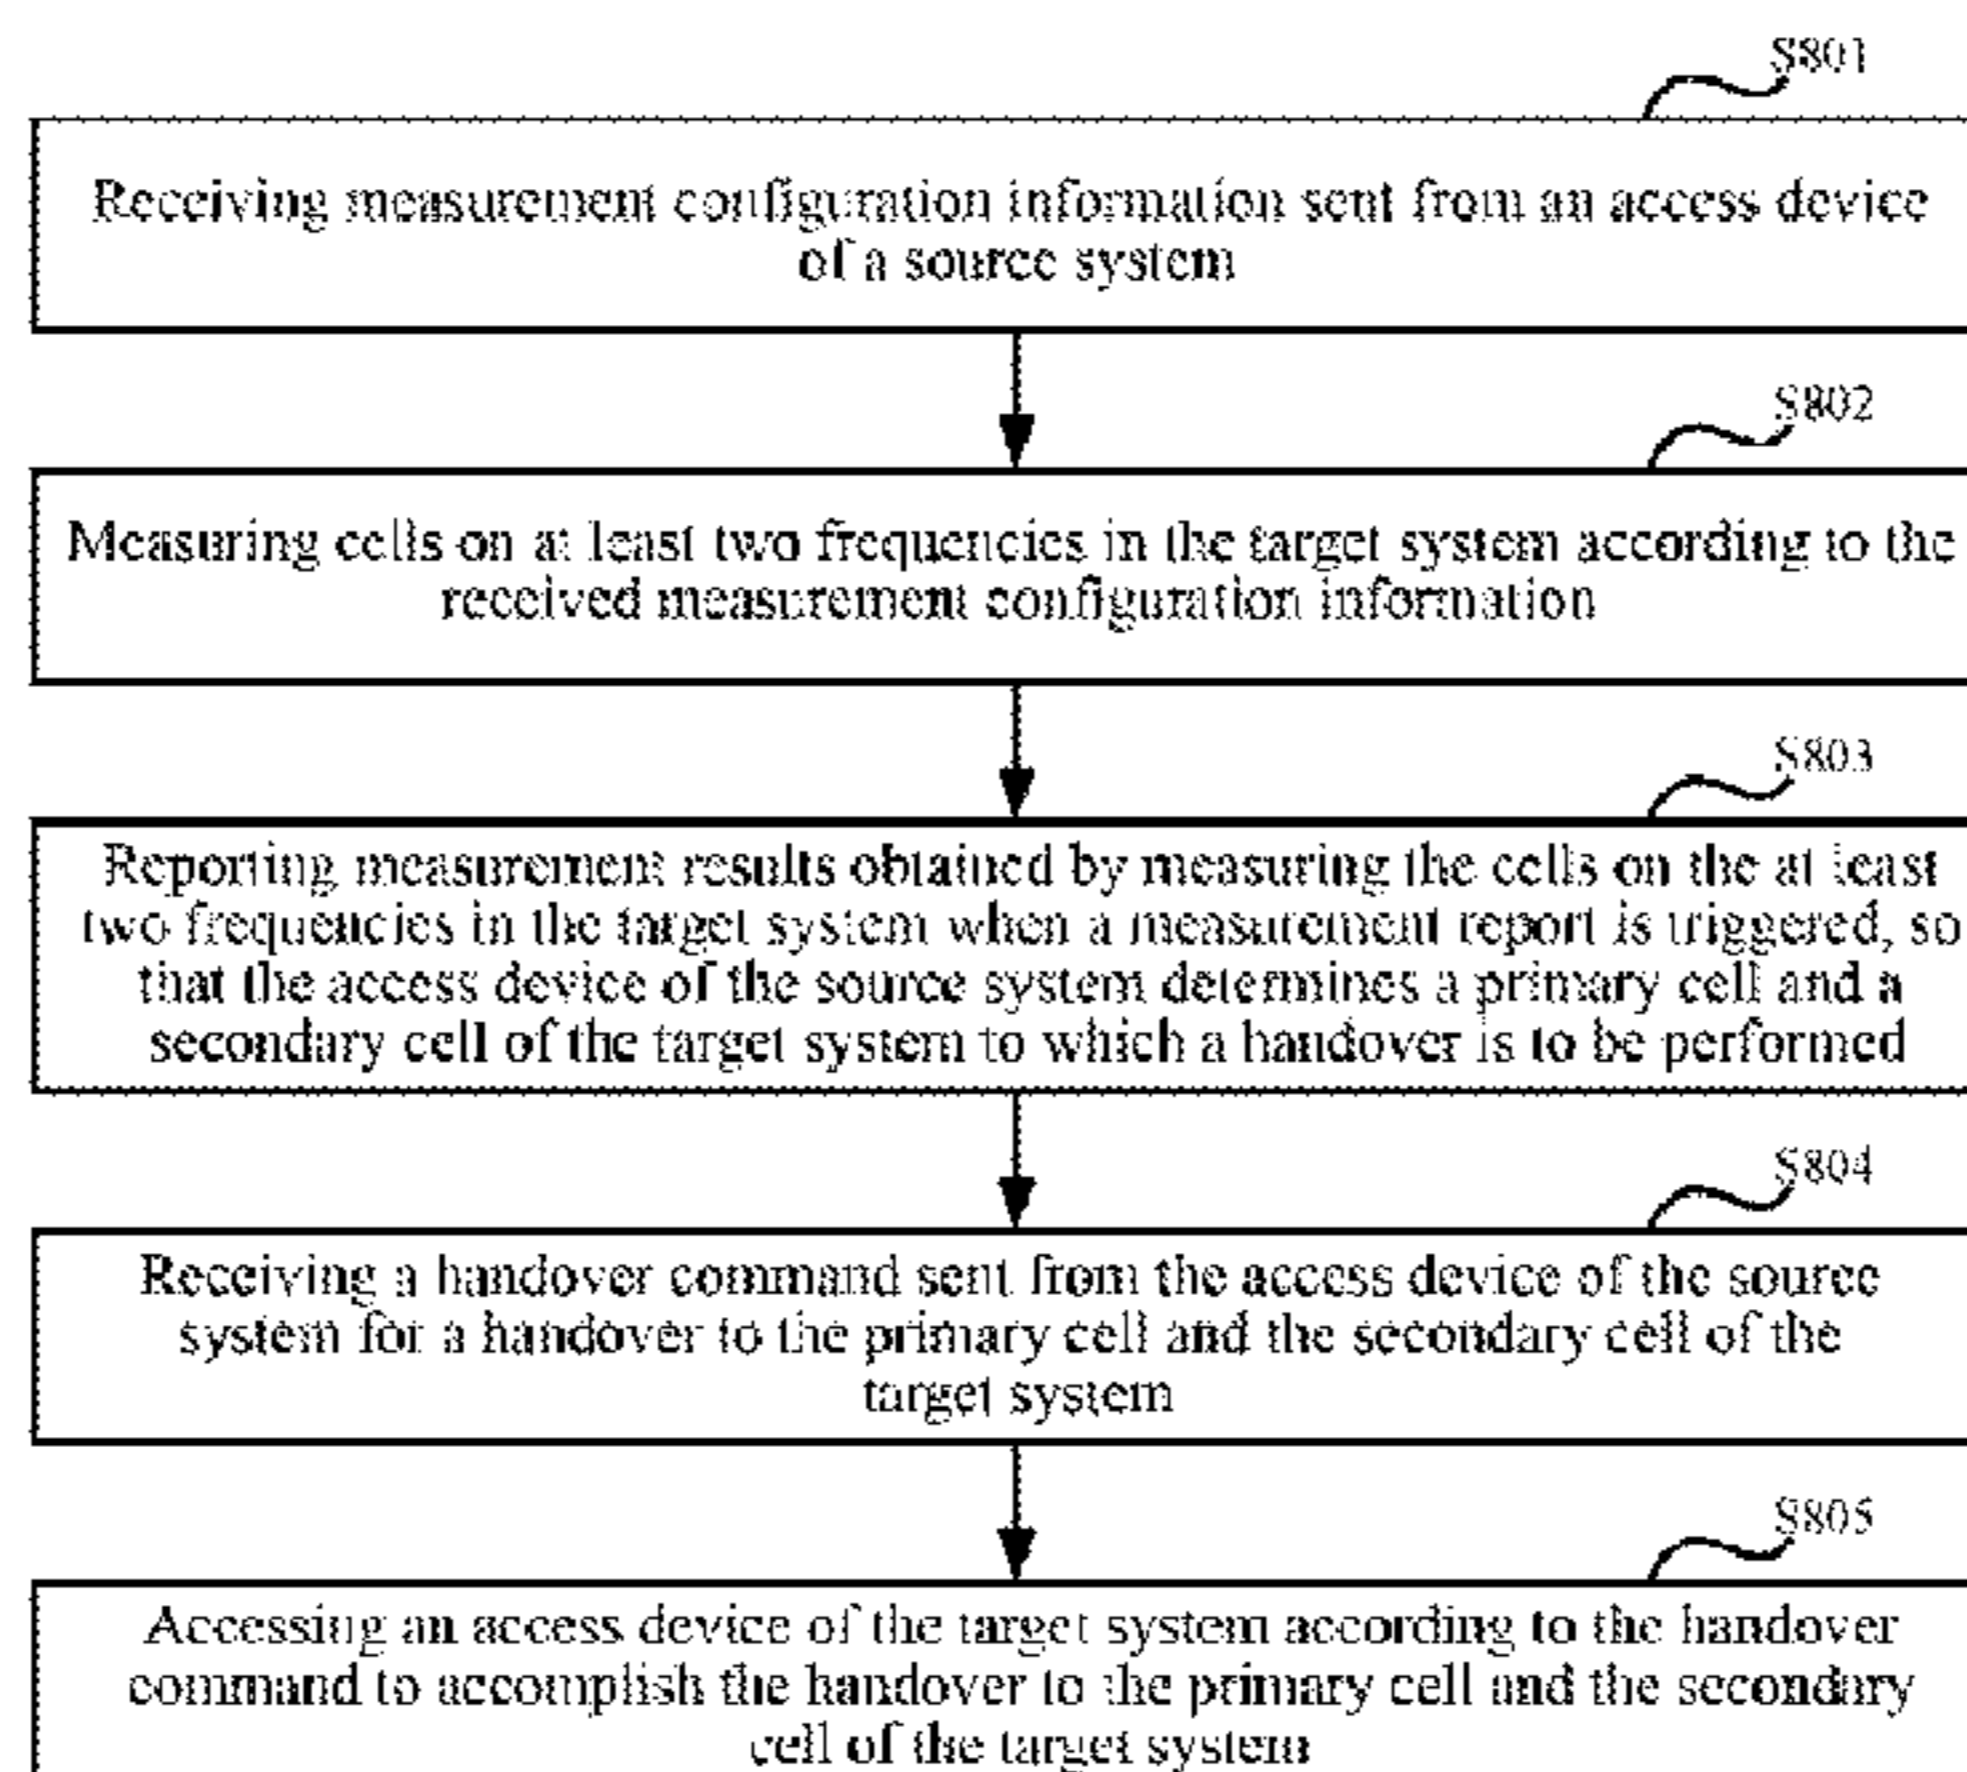 S801
Receiving measurement configuration information sent from an access device
of a source system
S802
Measuring cells on at least two frequencies in the target system according to the
received measurement configuration information
S803
Reporting measurement results obtained by measuring the cells on the at least
two frequencies in the target system when a measurement report is triggered, so
that the access device of the source system determines a primary cell and a
secondary cell of the target system to which a handover is to be performed
S804
Receiving a handover command sent from the access device of the source
system for a handover to the primary cell and the secondary cell of the
target system
S805
Accessing an access device of the target system according to the handover
command to accomplish the handover to the primary cell and the secondary
cell of the target system